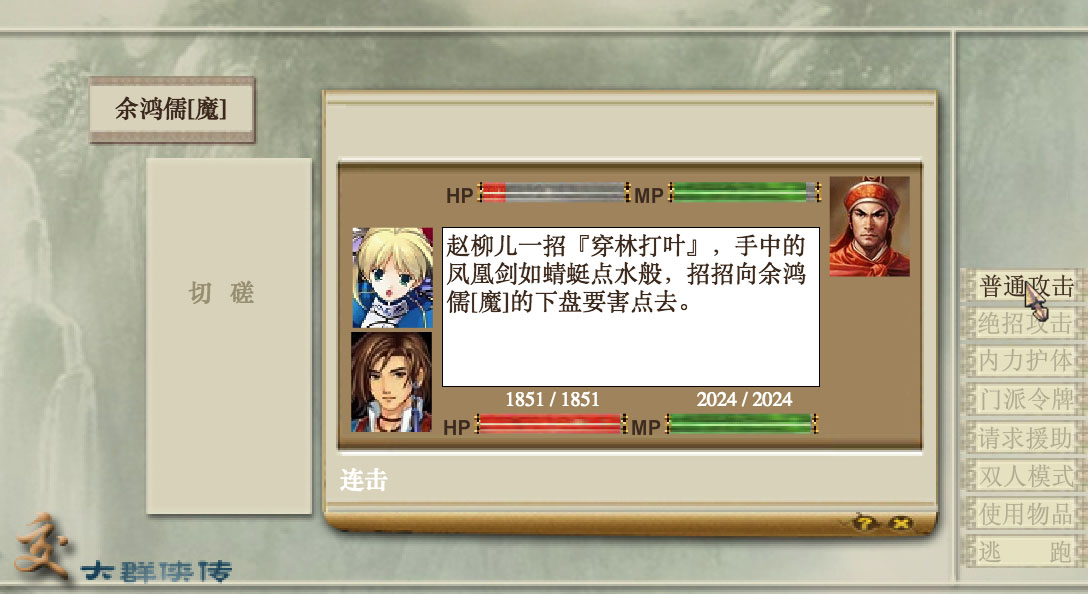 余鸿儒[魔]
切 磋
HP
MP
赵柳儿一招『穿林打叶』，手中的
凤凰剑如蜻蜓点水般，招招向余鸿
儒[魔]的下盘要害点去。
1851 / 1851
2024 / 2024
HP
MP
连击
普通攻击
绝招攻击
内力护体
门派令牌
请求援助
双人模式
使用物品
逃 跑
交
大群侠传